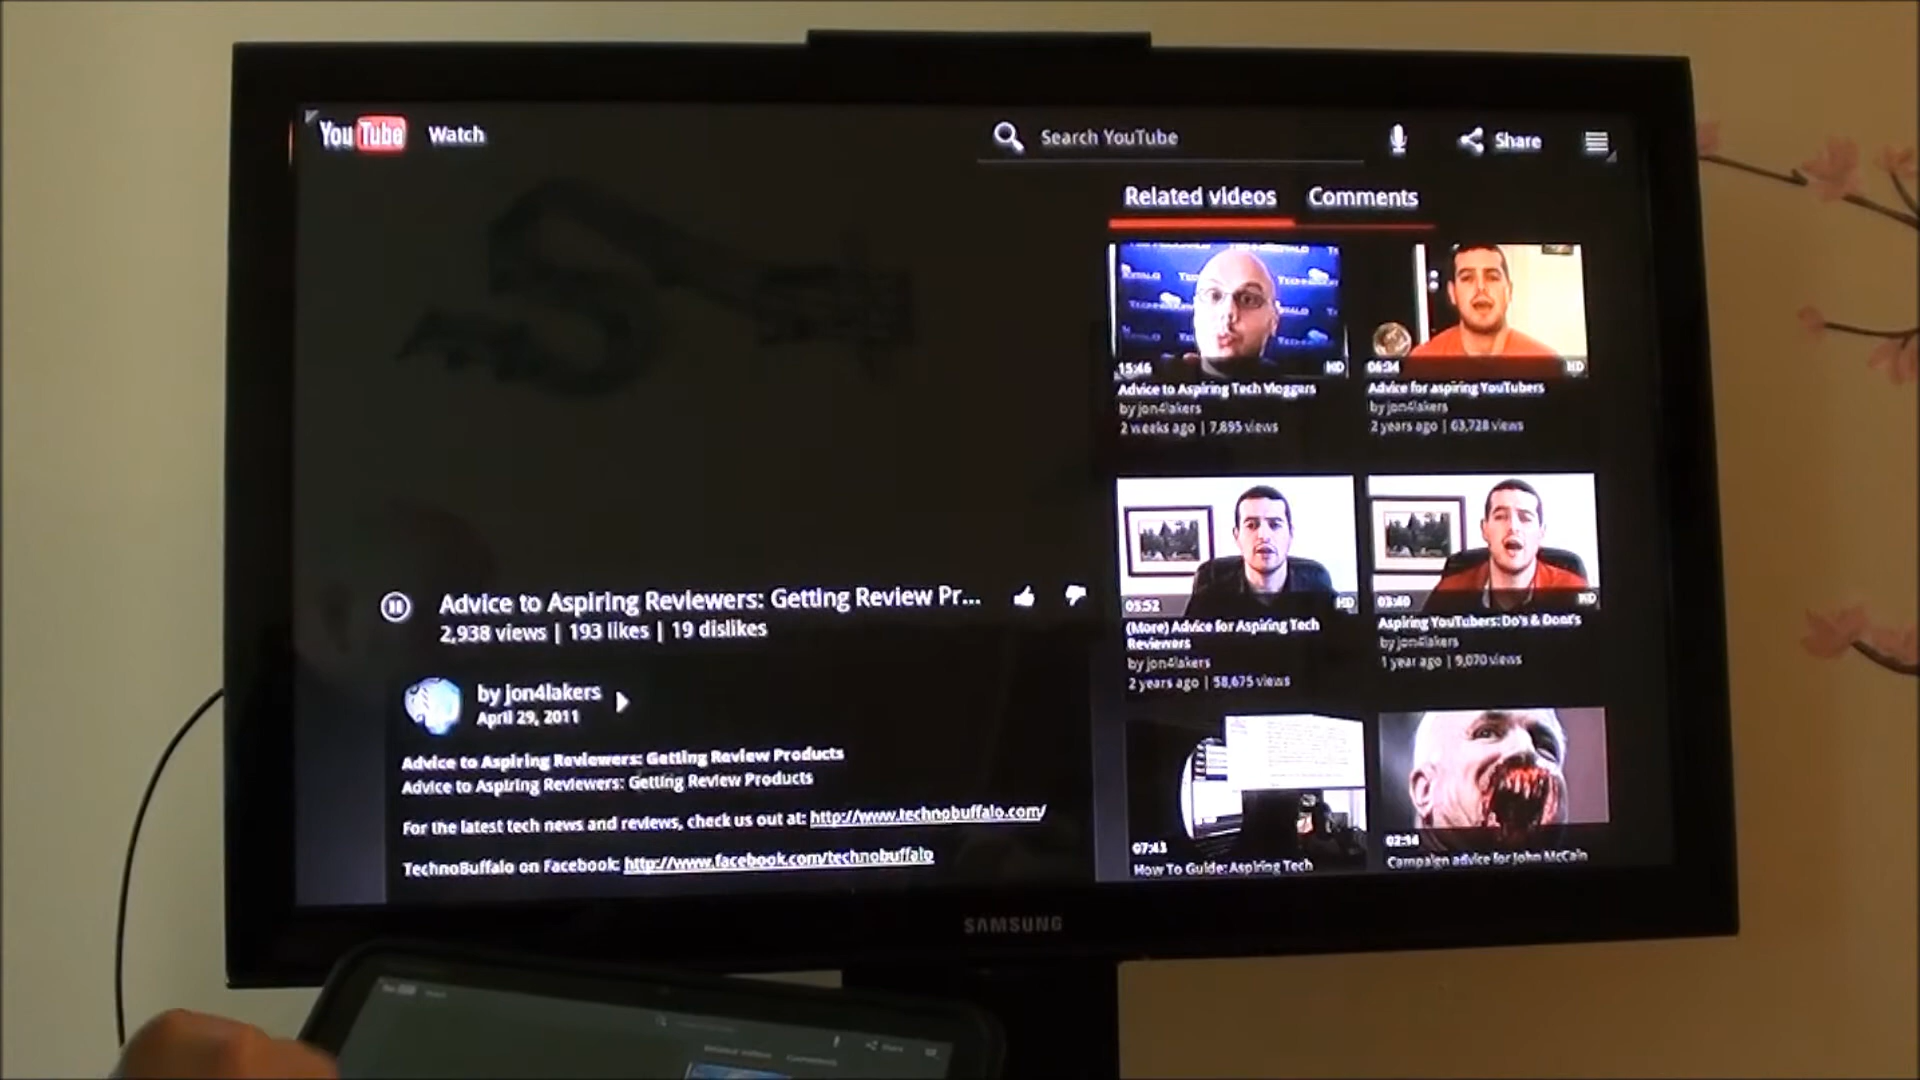 YouTube Watch
Search YouTube
Share
Related videos Comments
15:46 HD
Advice to Aspiring Tech Vloggers
by jon4lakers
2 weeks ago | 7,895 views
06:34 HD
Advice for aspiring YouTubers
by jon4lakers
2 years ago | 63,728 views
05:52 HD
(More) Advice for Aspiring Tech
Reviewers
by jon4lakers
2 years ago | 58,675 views
03:40 HD
Aspiring YouTubers: Do's & Dont's
by jon4lakers
1 year ago | 9,070 views
07:43
How To Guide: Aspiring Tech
02:14
Campaign advice for John McCain
Advice to Aspiring Reviewers: Getting Review Pr...
2,938 views | 193 likes | 19 dislikes
by jon4lakers
April 29, 2011
Advice to Aspiring Reviewers: Getting Review Products
Advice to Aspiring Reviewers: Getting Review Products
For the latest tech news and reviews, check us out at: http://www.technobuffalo.com/
TechnoBuffalo on Facebook: http://www.facebook.com/technobuffalo
SAMSUNG